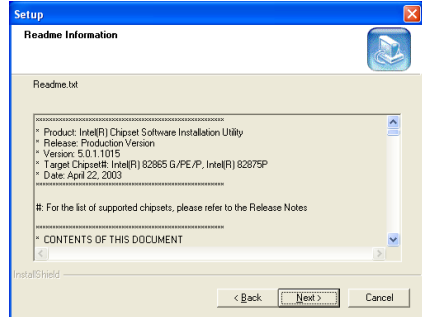 Setup
Readme Information
Readme.txt
××××××××××××××××××××××××××××××××××××××××××××××××××××××
* Product: Intel(R) Chipset Software Installation Utility
* Release: Production Version
* Version: 5.0.1.1015
* Target Chipset#: Intel(R) 82865 G/PE/P, Intel(R) 82875P
* Date: April 22, 2003
××××××××××××××××××××××××××××××××××××××××××××××××××××××
#: For the list of supported chipsets, please refer to the Release Notes
××××××××××××××××××××××××××××××××××××××××××××××××××××××
* CONTENTS OF THIS DOCUMENT
InstallShield
< Back
Next >
Cancel